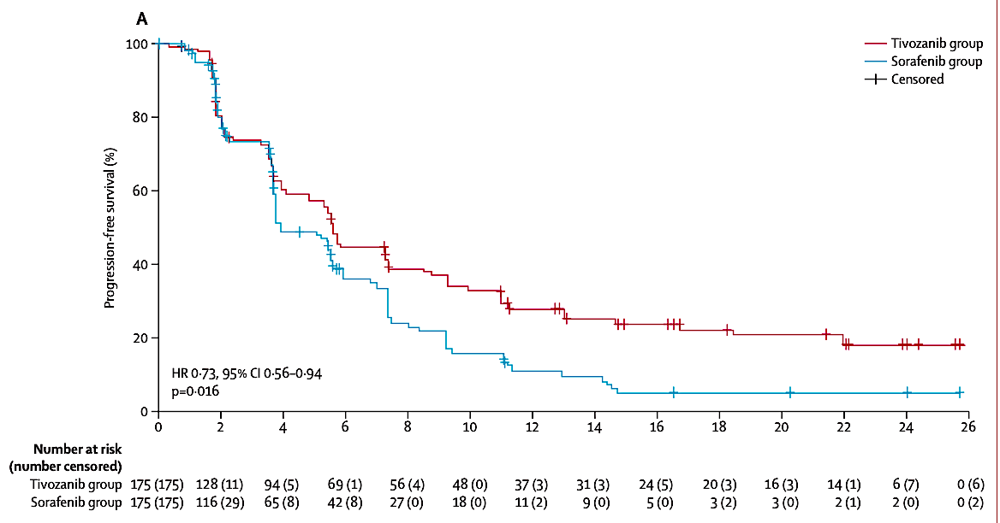 A
Tivozanib group
Sorafenib group
Censored
Progression-free survival (%)
100
80
60
40
20
0
HR 0·73, 95% CI 0·56–0·94
p=0·016
0 2 4 6 8 10 12 14 16 18 20 22 24 26
Number at risk
(number censored)
Tivozanib group 175 (175) 128 (11) 94 (5) 69 (1) 56 (4) 48 (0) 37 (3) 31 (3) 24 (5) 20 (3) 16 (3) 14 (1) 6 (7) 0 (6)
Sorafenib group 175 (175) 116 (29) 65 (8) 42 (8) 27 (0) 18 (0) 11 (2) 9 (0) 5 (0) 3 (2) 3 (0) 2 (1) 2 (0) 0 (2)